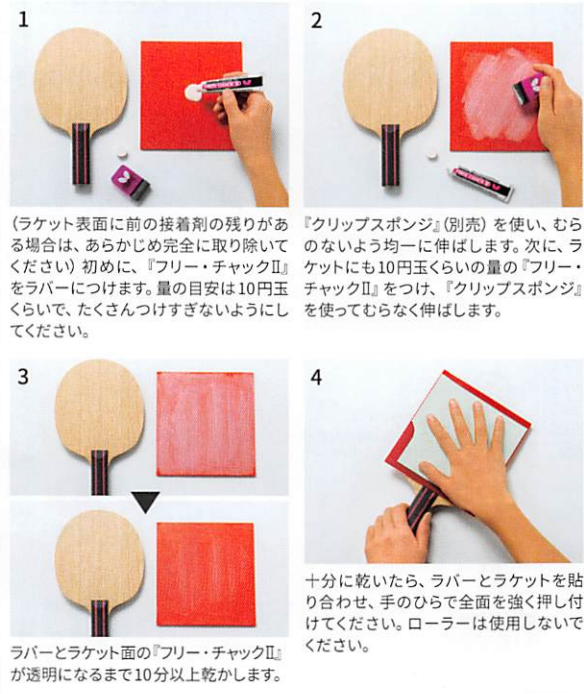 1
(ラケット表面に前の接着剤の残りがあ
る場合は、あらかじめ完全に取り除いて
ください) 初めに、『フリー・チャックⅡ』
をラバーにつけます。量の目安は10円玉
くらいで、たくさんつけすぎないようにし
てください。
2
『クリップスポンジ』(別売) を使い、むら
のないよう均一に伸ばします。次に、ラ
ケットにも10円玉くらいの量の『フリー・
チャックⅡ』をつけ、『クリップスポンジ』
を使ってむらなく伸ばします。
3
ラバーとラケット面の『フリー・チャックⅡ』
が透明になるまで10分以上乾かします。
4
十分に乾いたら、ラバーとラケットを貼
り合わせ、手のひらで全面を強く押し付
けてください。ローラーは使用しないで
ください。